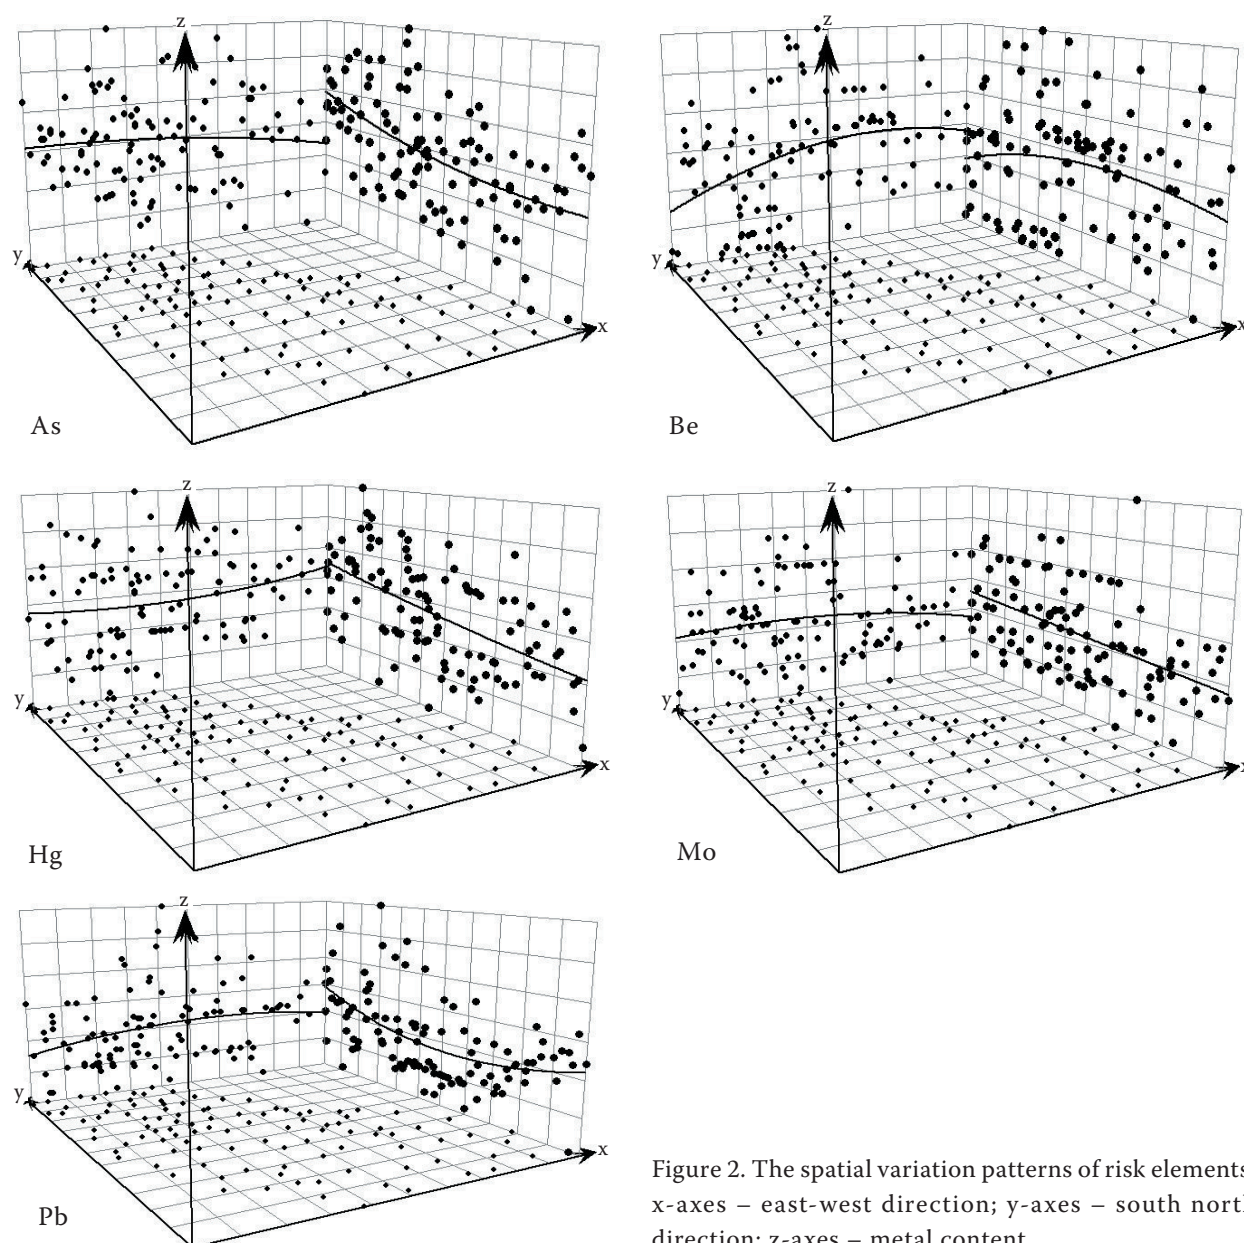 z
z
y
x
y
x
As
Be
z
z
y
x
y
x
Hg
Mo
z
y
x
Pb
Figure 2. The spatial variation patterns of risk elements
x-axes – east-west direction; y-axes – south north
direction; z-axes – metal content